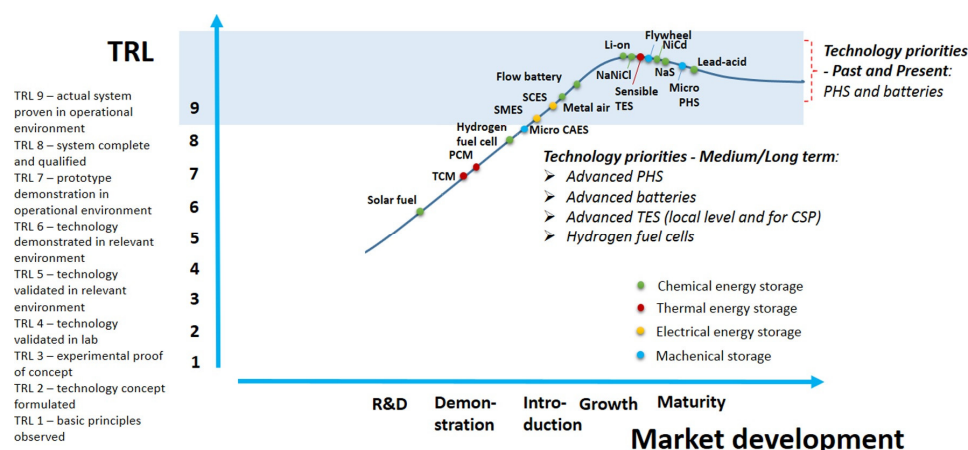 TRL
TRL 9 – actual system
proven in operational
environment
TRL 8 – system complete
and qualified
TRL 7 – prototype
demonstration in
operational environment
TRL 6 – technology
demonstrated in relevant
environment
TRL 5 – technology
validated in relevant
environment
TRL 4 – technology
validated in lab
TRL 3 – experimental proof
of concept
TRL 2 – technology concept
formulated
TRL 1 – basic principles
observed
9
8
7
6
5
4
3
2
1
Solar fuel
TCM
PCM
Hydrogen
fuel cell
Micro CAES
SMES
SCES
Metal air
Flow battery
Li-on
NaNiCl
Sensible
TES
Flywheel
NiCd
NaS
Micro
PHS
Lead-acid
Technology priorities
- Past and Present:
PHS and batteries
Technology priorities - Medium/Long term:
➢ Advanced PHS
➢ Advanced batteries
➢ Advanced TES (local level and for CSP)
➢ Hydrogen fuel cells
Chemical energy storage
Thermal energy storage
Electrical energy storage
Machenical storage
R&D
Demon-
stration
Intro-
duction
Growth
Maturity
Market development